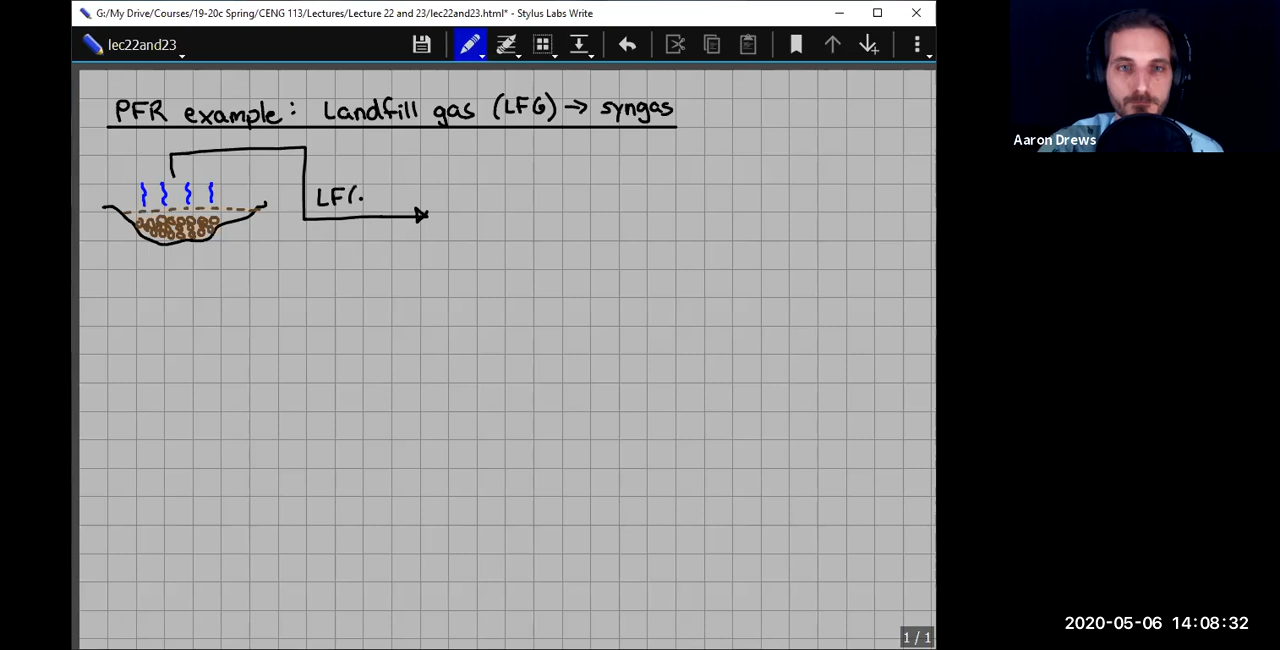 G:/My Drive/Courses/19-20c Spring/CENG 113/Lectures/Lecture 22 and 23/lec22and23.html* - Stylus Labs Write
lec22and23
PFR example: Landfill gas (LFG) → syngas
Aaron Drews
LF
2020-05-06 14:08:32
1 / 1